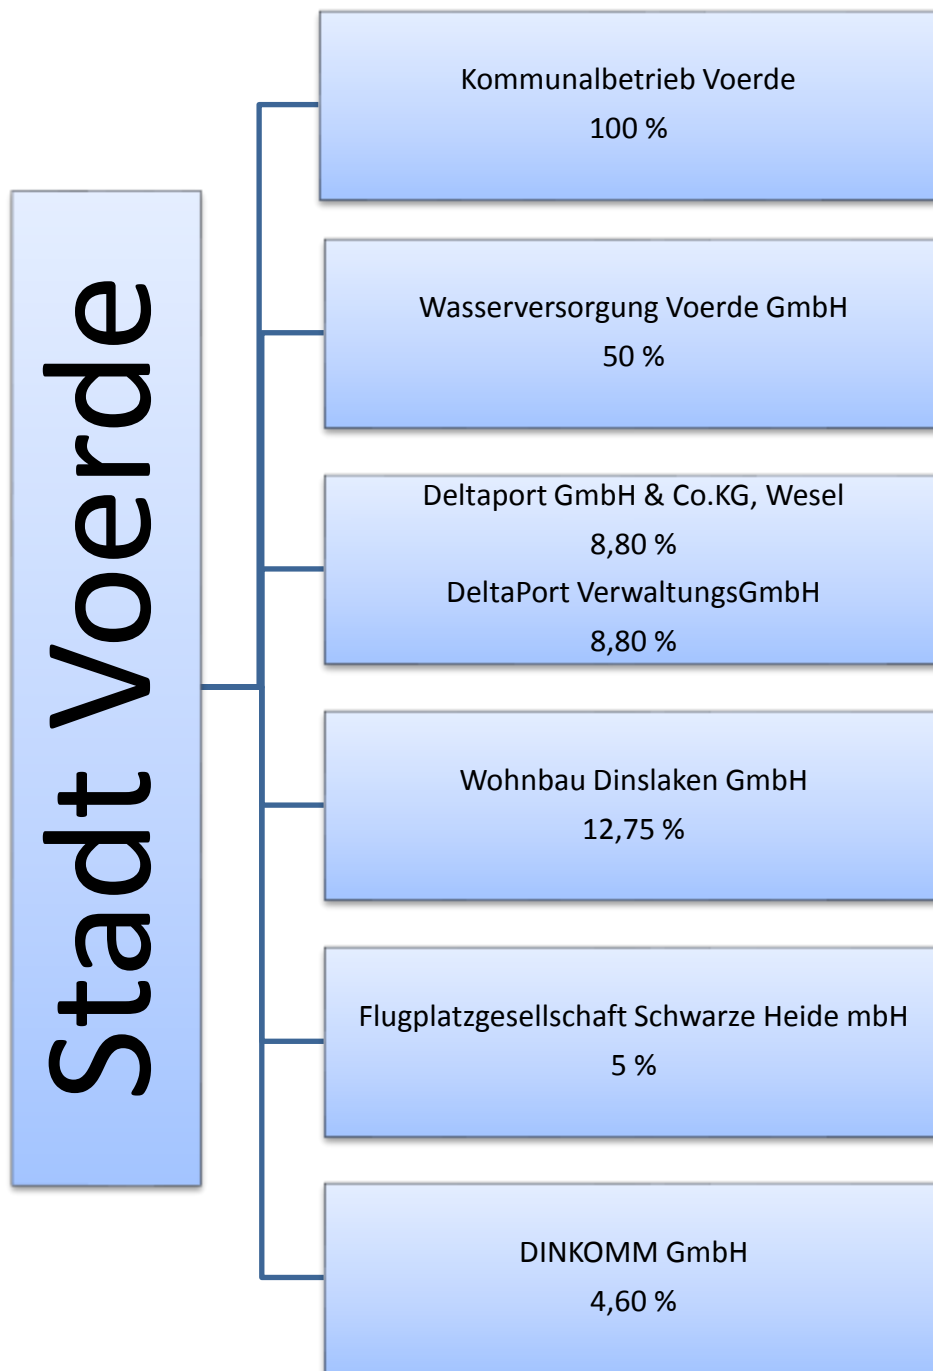 Stadt Voerde
Kommunalbetrieb Voerde
100 %
Wasserversorgung Voerde GmbH
50 %
Deltaport GmbH & Co.KG, Wesel
8,80 %
DeltaPort VerwaltungsGmbH
8,80 %
Wohnbau Dinslaken GmbH
12,75 %
Flugplatzgesellschaft Schwarze Heide mbH
5 %
DINKOMM GmbH
4,60 %